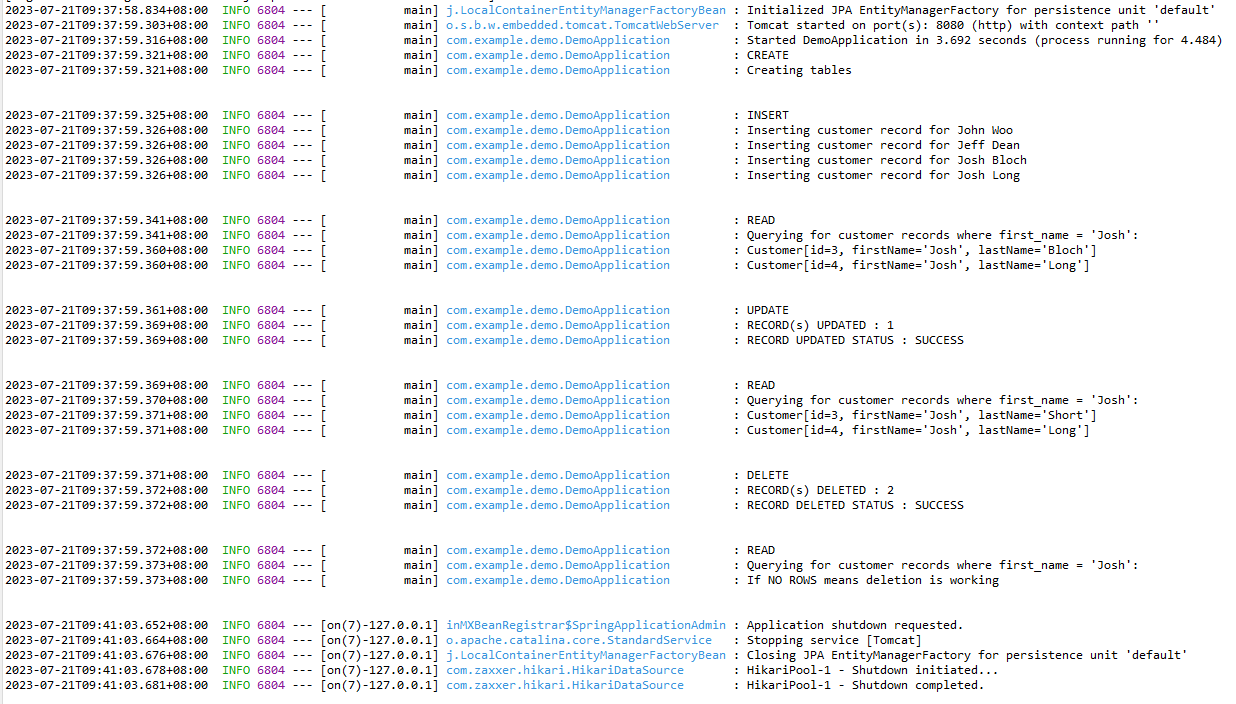 2023-07-21T09:37:58.834+08:00  INFO 6804 --- [           main] j.LocalContainerEntityManagerFactoryBean : Initialized JPA EntityManagerFactory for persistence unit 'default'
2023-07-21T09:37:59.303+08:00  INFO 6804 --- [           main] o.s.b.w.embedded.tomcat.TomcatWebServer  : Tomcat started on port(s): 8080 (http) with context path ''
2023-07-21T09:37:59.316+08:00  INFO 6804 --- [           main] com.example.demo.DemoApplication         : Started DemoApplication in 3.692 seconds (process running for 4.484)
2023-07-21T09:37:59.321+08:00  INFO 6804 --- [           main] com.example.demo.DemoApplication         : CREATE
2023-07-21T09:37:59.321+08:00  INFO 6804 --- [           main] com.example.demo.DemoApplication         : Creating tables
2023-07-21T09:37:59.325+08:00  INFO 6804 --- [           main] com.example.demo.DemoApplication         : INSERT
2023-07-21T09:37:59.326+08:00  INFO 6804 --- [           main] com.example.demo.DemoApplication         : Inserting customer record for John Woo
2023-07-21T09:37:59.326+08:00  INFO 6804 --- [           main] com.example.demo.DemoApplication         : Inserting customer record for Jeff Dean
2023-07-21T09:37:59.326+08:00  INFO 6804 --- [           main] com.example.demo.DemoApplication         : Inserting customer record for Josh Bloch
2023-07-21T09:37:59.326+08:00  INFO 6804 --- [           main] com.example.demo.DemoApplication         : Inserting customer record for Josh Long
2023-07-21T09:37:59.341+08:00  INFO 6804 --- [           main] com.example.demo.DemoApplication         : READ
2023-07-21T09:37:59.341+08:00  INFO 6804 --- [           main] com.example.demo.DemoApplication         : Querying for customer records where first_name = 'Josh':
2023-07-21T09:37:59.360+08:00  INFO 6804 --- [           main] com.example.demo.DemoApplication         : Customer[id=3, firstName='Josh', lastName='Bloch']
2023-07-21T09:37:59.360+08:00  INFO 6804 --- [           main] com.example.demo.DemoApplication         : Customer[id=4, firstName='Josh', lastName='Long']
2023-07-21T09:37:59.361+08:00  INFO 6804 --- [           main] com.example.demo.DemoApplication         : UPDATE
2023-07-21T09:37:59.369+08:00  INFO 6804 --- [           main] com.example.demo.DemoApplication         : RECORD(s) UPDATED : 1
2023-07-21T09:37:59.369+08:00  INFO 6804 --- [           main] com.example.demo.DemoApplication         : RECORD UPDATED STATUS : SUCCESS
2023-07-21T09:37:59.369+08:00  INFO 6804 --- [           main] com.example.demo.DemoApplication         : READ
2023-07-21T09:37:59.370+08:00  INFO 6804 --- [           main] com.example.demo.DemoApplication         : Querying for customer records where first_name = 'Josh':
2023-07-21T09:37:59.371+08:00  INFO 6804 --- [           main] com.example.demo.DemoApplication         : Customer[id=3, firstName='Josh', lastName='Short']
2023-07-21T09:37:59.371+08:00  INFO 6804 --- [           main] com.example.demo.DemoApplication         : Customer[id=4, firstName='Josh', lastName='Long']
2023-07-21T09:37:59.371+08:00  INFO 6804 --- [           main] com.example.demo.DemoApplication         : DELETE
2023-07-21T09:37:59.372+08:00  INFO 6804 --- [           main] com.example.demo.DemoApplication         : RECORD(s) DELETED : 2
2023-07-21T09:37:59.372+08:00  INFO 6804 --- [           main] com.example.demo.DemoApplication         : RECORD DELETED STATUS : SUCCESS
2023-07-21T09:37:59.372+08:00  INFO 6804 --- [           main] com.example.demo.DemoApplication         : READ
2023-07-21T09:37:59.373+08:00  INFO 6804 --- [           main] com.example.demo.DemoApplication         : Querying for customer records where first_name = 'Josh':
2023-07-21T09:37:59.373+08:00  INFO 6804 --- [           main] com.example.demo.DemoApplication         : If NO ROWS means deletion is working
2023-07-21T09:41:03.652+08:00  INFO 6804 --- [on(7)-127.0.0.1] inMXBeanRegistrar$SpringApplicationAdmin : Application shutdown requested.
2023-07-21T09:41:03.664+08:00  INFO 6804 --- [on(7)-127.0.0.1] o.apache.catalina.core.StandardService   : Stopping service [Tomcat]
2023-07-21T09:41:03.676+08:00  INFO 6804 --- [on(7)-127.0.0.1] j.LocalContainerEntityManagerFactoryBean : Closing JPA EntityManagerFactory for persistence unit 'default'
2023-07-21T09:41:03.678+08:00  INFO 6804 --- [on(7)-127.0.0.1] com.zaxxer.hikari.HikariDataSource       : HikariPool-1 - Shutdown initiated...
2023-07-21T09:41:03.681+08:00  INFO 6804 --- [on(7)-127.0.0.1] com.zaxxer.hikari.HikariDataSource       : HikariPool-1 - Shutdown completed.